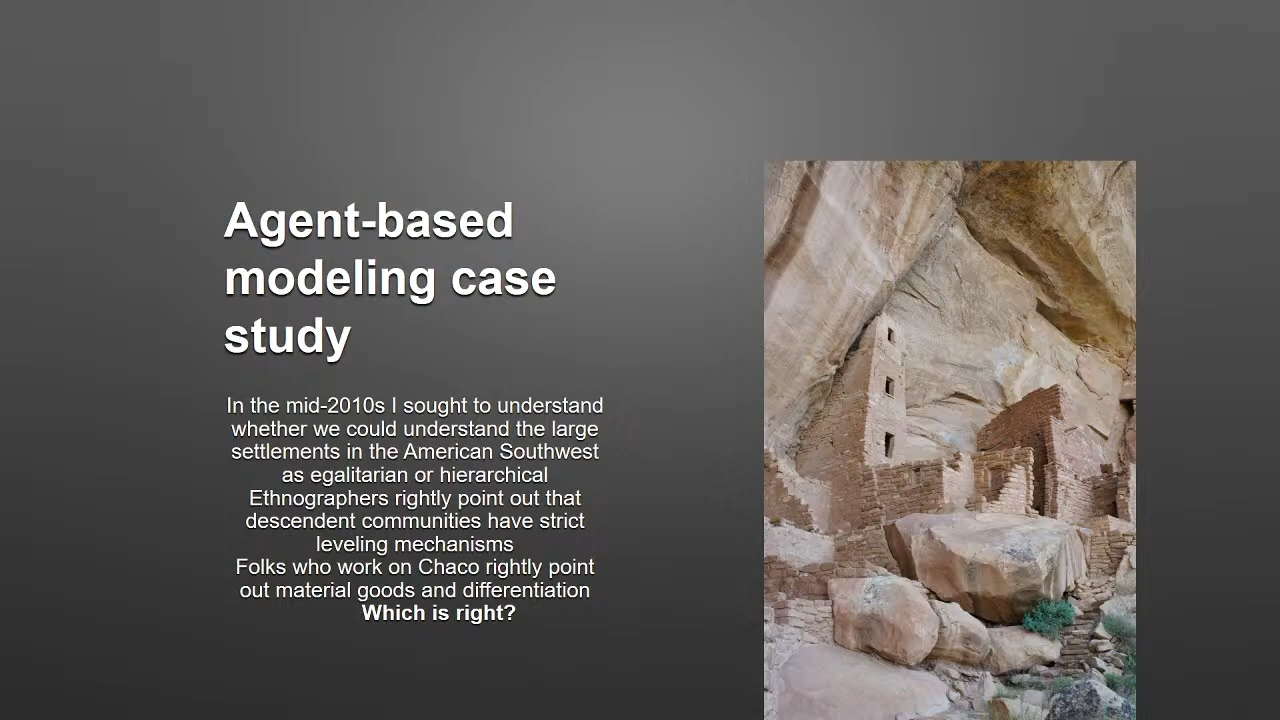 Agent-based
modeling case
study
In the mid-2010s I sought to understand
whether we could understand the large
settlements in the American Southwest
as egalitarian or hierarchical
Ethnographers rightly point out that
descendent communities have strict
leveling mechanisms
Folks who work on Chaco rightly point
out material goods and differentiation
Which is right?